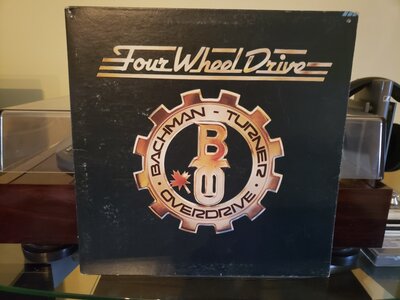 Four Wheel Drive
BACHMAN - TURNER
B.T.O.
· OVERDRIVE ·